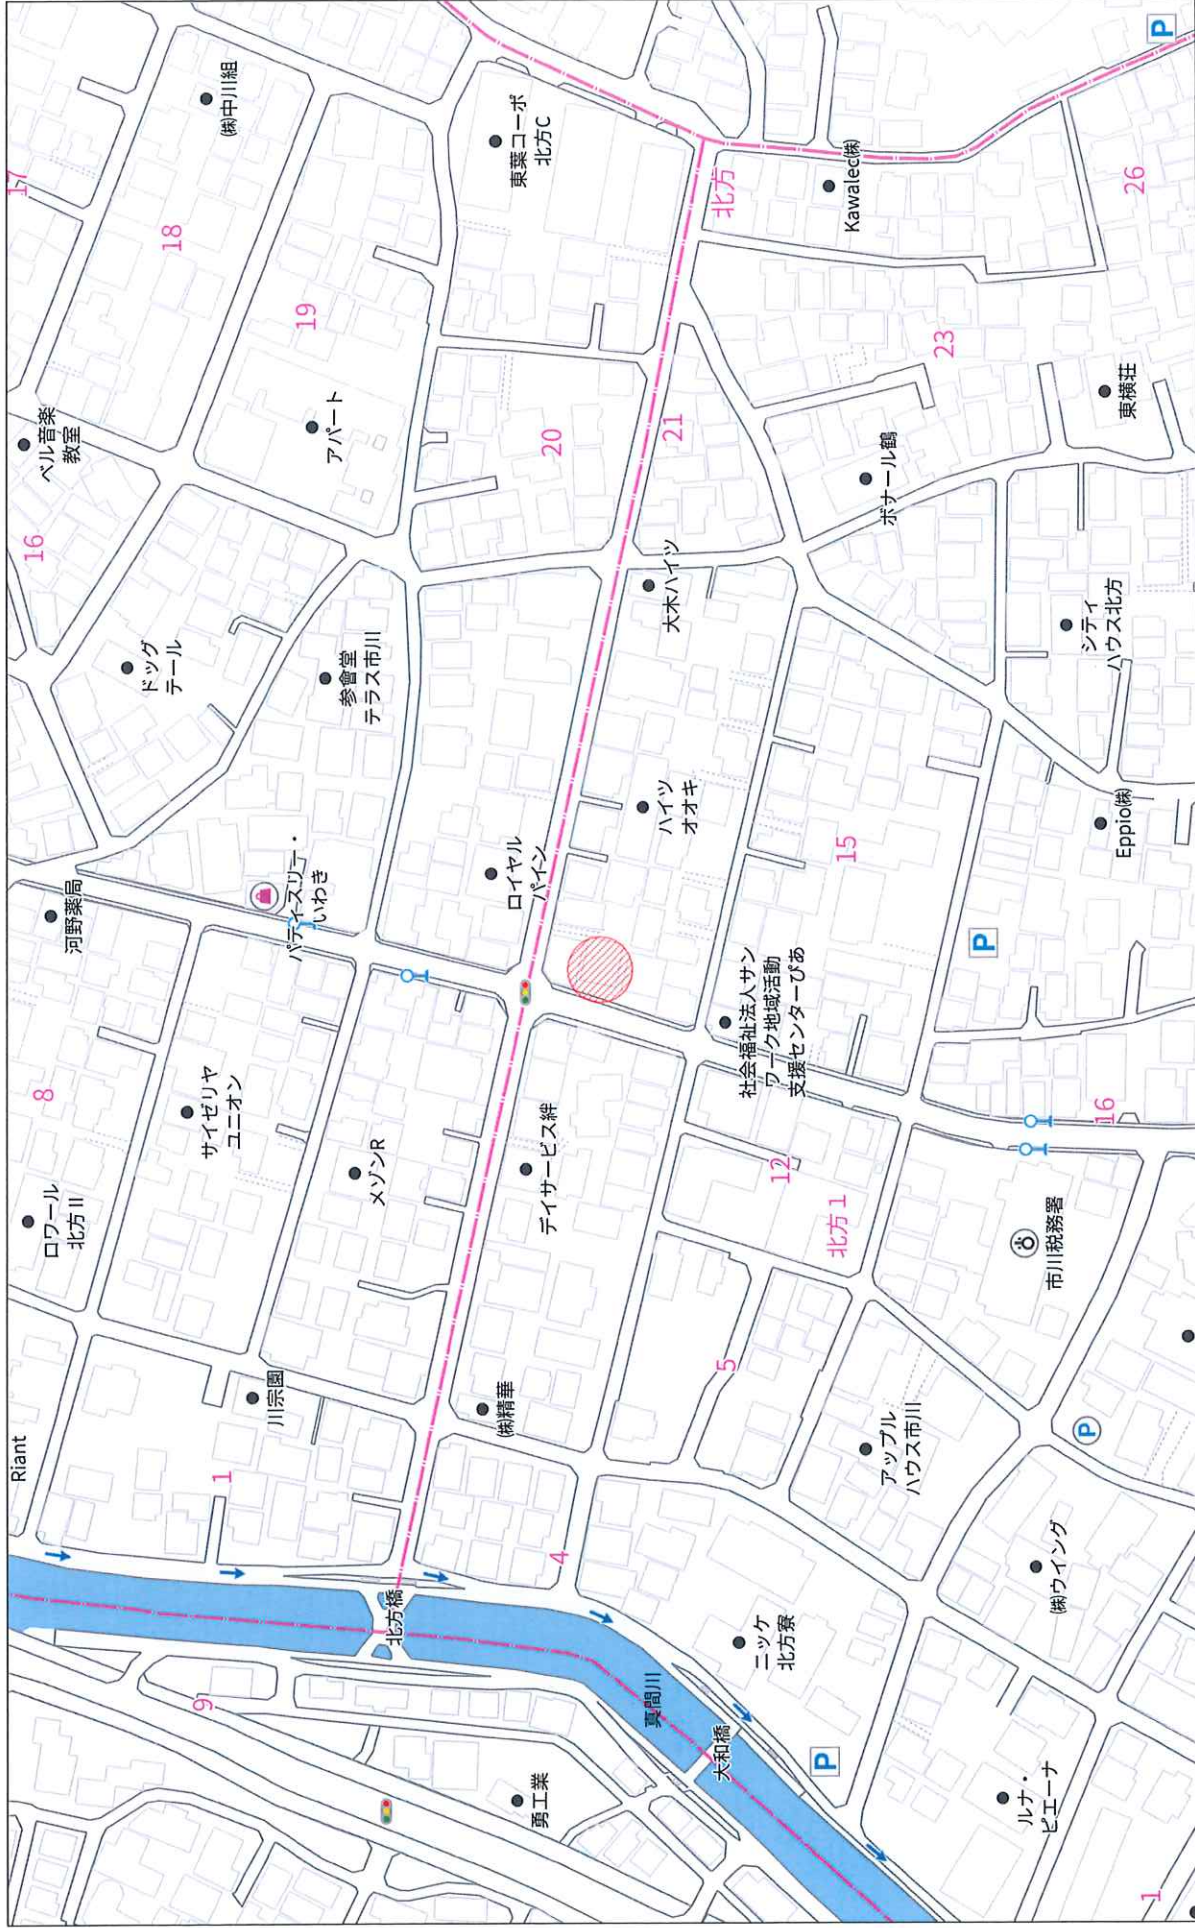 17
18
㈱中川組
19
アパート
ベル音楽
教室
16
ドッグ
テール
参會堂
テラス市川
東葉コーポ
北方C
北方
Kawalec㈱
26
20
21
23
東横荘
ボナール鶴
大木ハイツ
シティ
ハウス北方
Eppio㈱
ハイツ
オオキ
15
ロイヤル
パイン
パティスリー・
いわき
河野薬局
P
P
社会福祉法人サン
ワーク地域活動
支援センターぴあ
8
サイゼリヤ
ユニオン
ロワール
北方Ⅱ
メゾンR
デイサービス絆
12
北方1
16
市川税務署
5
㈱精華
川宗園
1
Riant
アップル
ハウス市川
P
㈱ウイング
4
北方橋
ニッケ
北方寮
真間川
大和橋
P
9
勇工業
ルナ・
ピエーナ
1